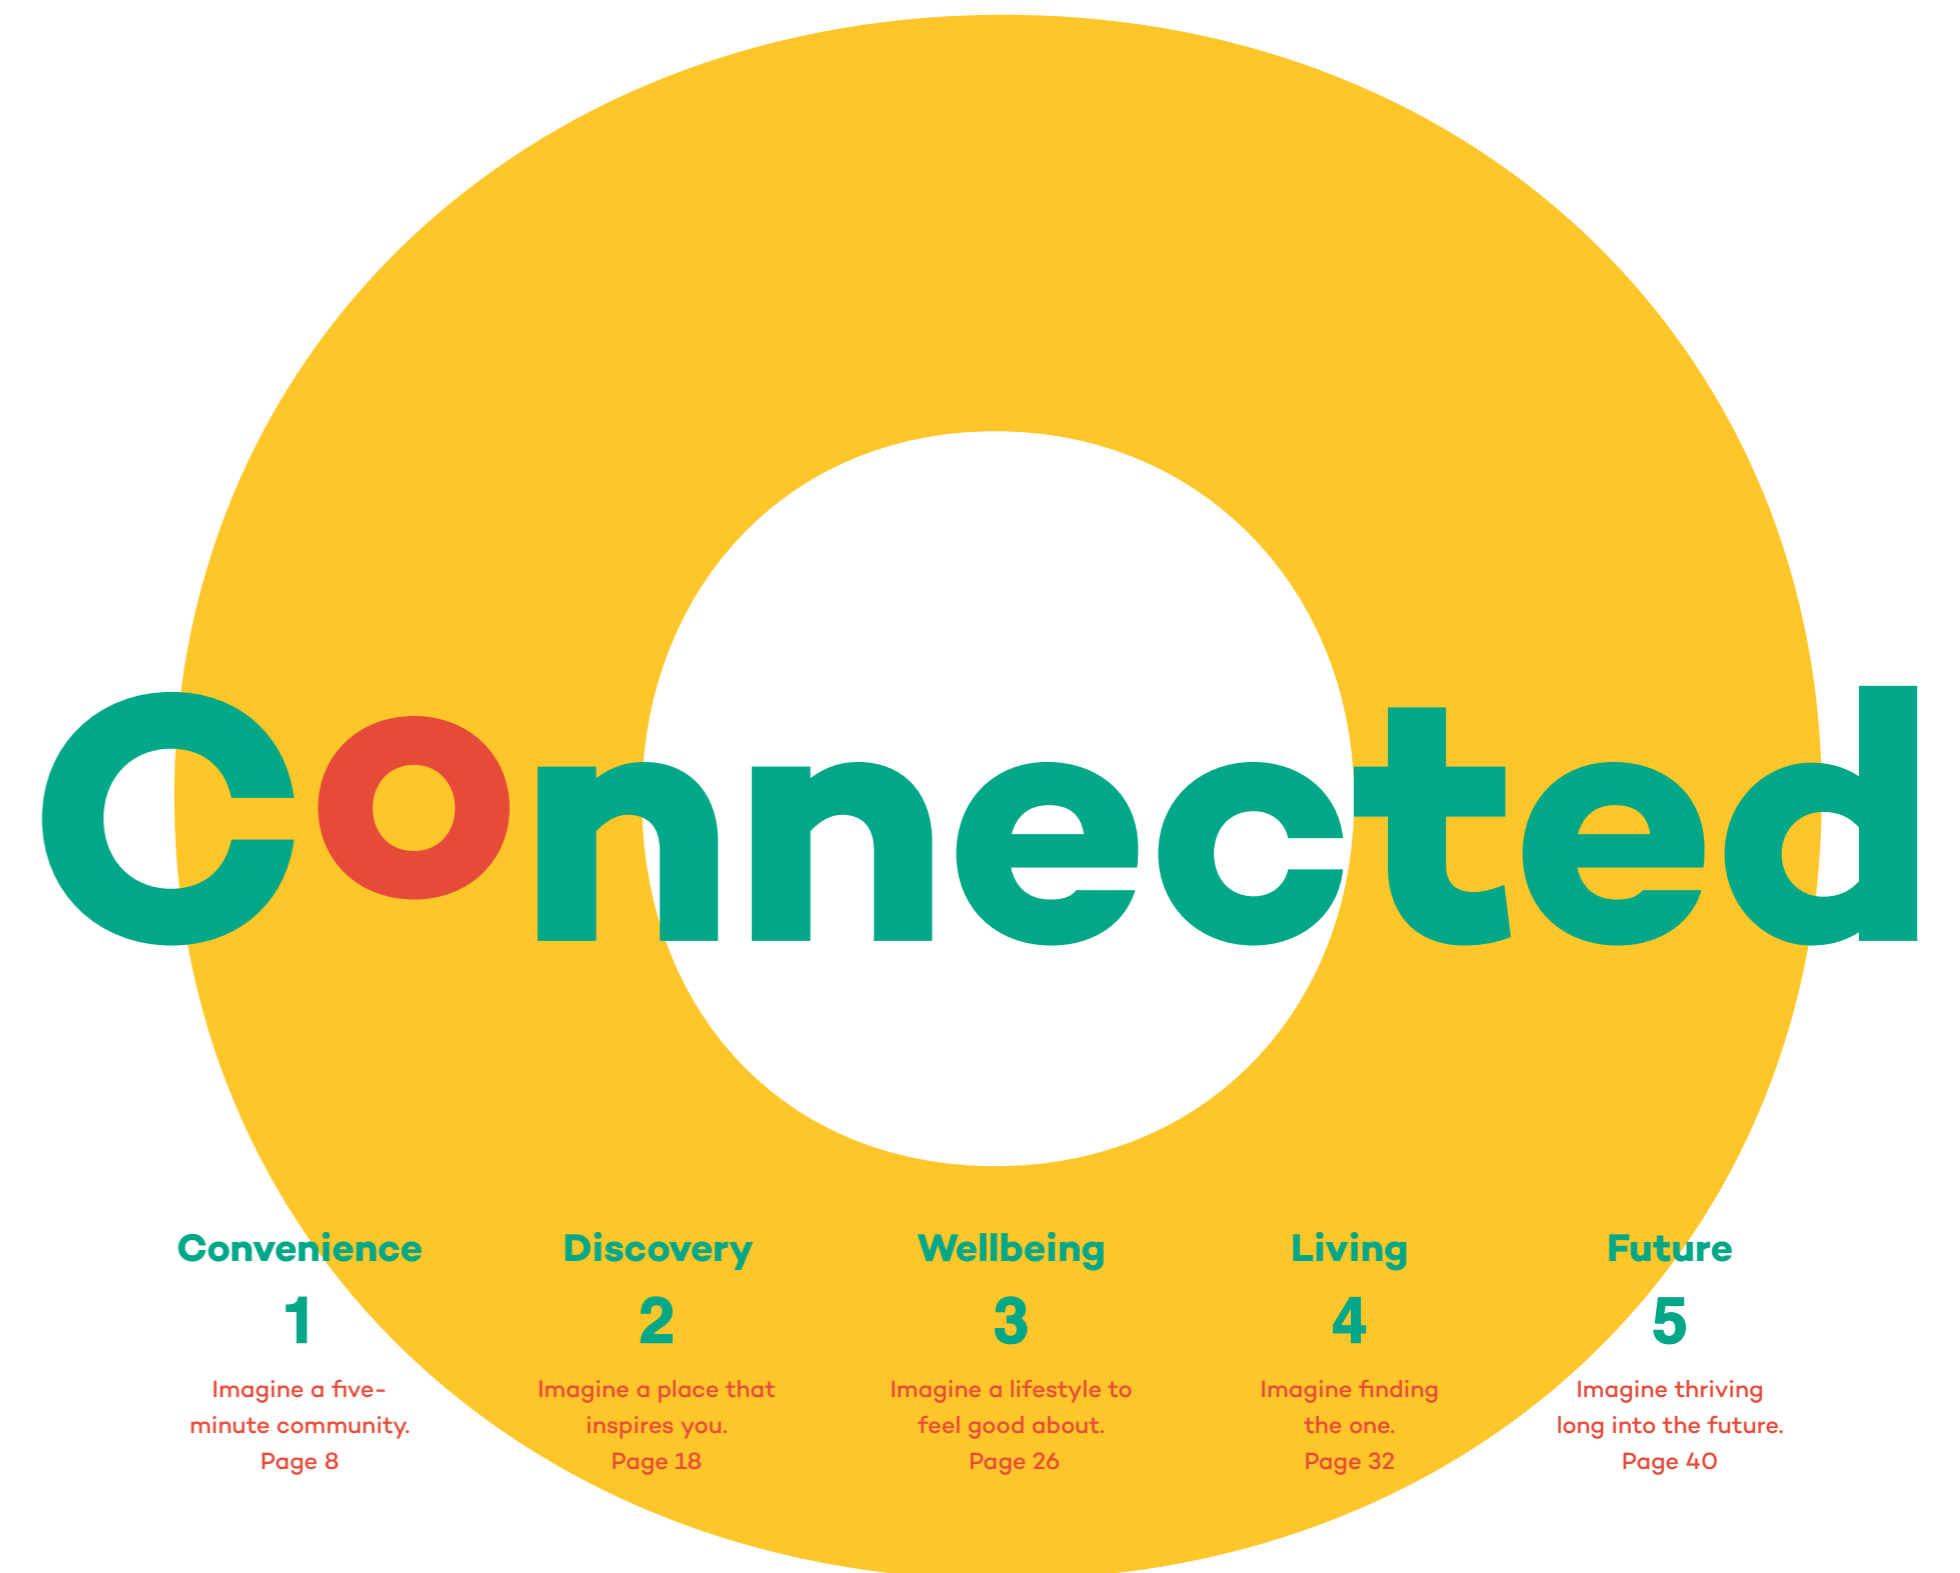 Connected
Convenience
1
Imagine a five-
minute community.
Page 8
Discovery
2
Imagine a place that
inspires you.
Page 18
Wellbeing
3
Imagine a lifestyle to
feel good about.
Page 26
Living
4
Imagine finding
the one.
Page 32
Future
5
Imagine thriving
long into the future.
Page 40